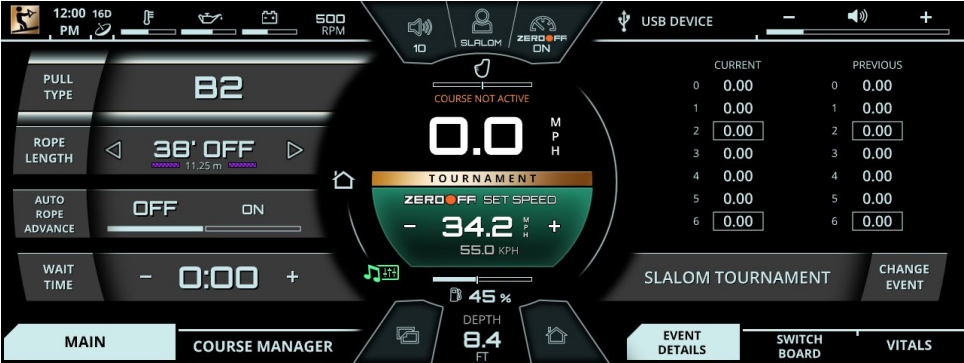 12:00 16D
PM
500
RPM
10
SLALOM
ZEROOFF
ON
USB DEVICE
−
+
PULL
TYPE
B2
ROPE
LENGTH
38' OFF
11.25 m
AUTO
ROPE
ADVANCE
OFF ON
WAIT
TIME
− 0:00 +
COURSE NOT ACTIVE
0.0 MPH
TOURNAMENT
ZEROOFF SET SPEED
− 34.2 MPH +
55.0 KPH
45 %
DEPTH
8.4
FT
CURRENT PREVIOUS
0 0.00 0 0.00
1 0.00 1 0.00
2 0.00 2 0.00
3 0.00 3 0.00
4 0.00 4 0.00
5 0.00 5 0.00
6 0.00 6 0.00
SLALOM TOURNAMENT
CHANGE
EVENT
MAIN
COURSE MANAGER
EVENT
DETAILS
SWITCH
BOARD
VITALS